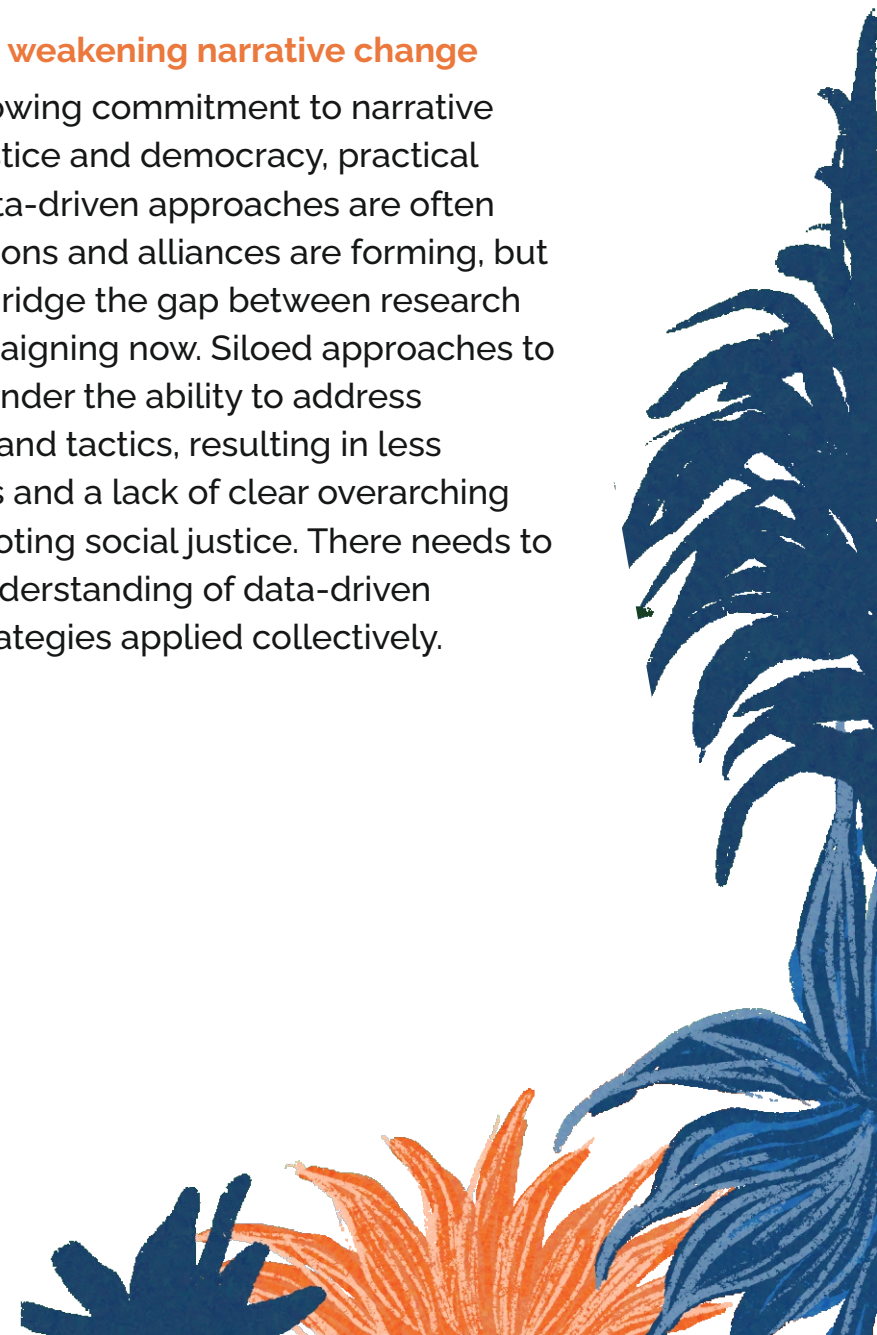 weakening narrative change
owing commitment to narrative
tice and democracy, practical
ta-driven approaches are often
ons and alliances are forming, but
ridge the gap between research
aigning now. Siloed approaches to
nder the ability to address
and tactics, resulting in less
s and a lack of clear overarching
oting social justice. There needs to
derstanding of data-driven
ategies applied collectively.